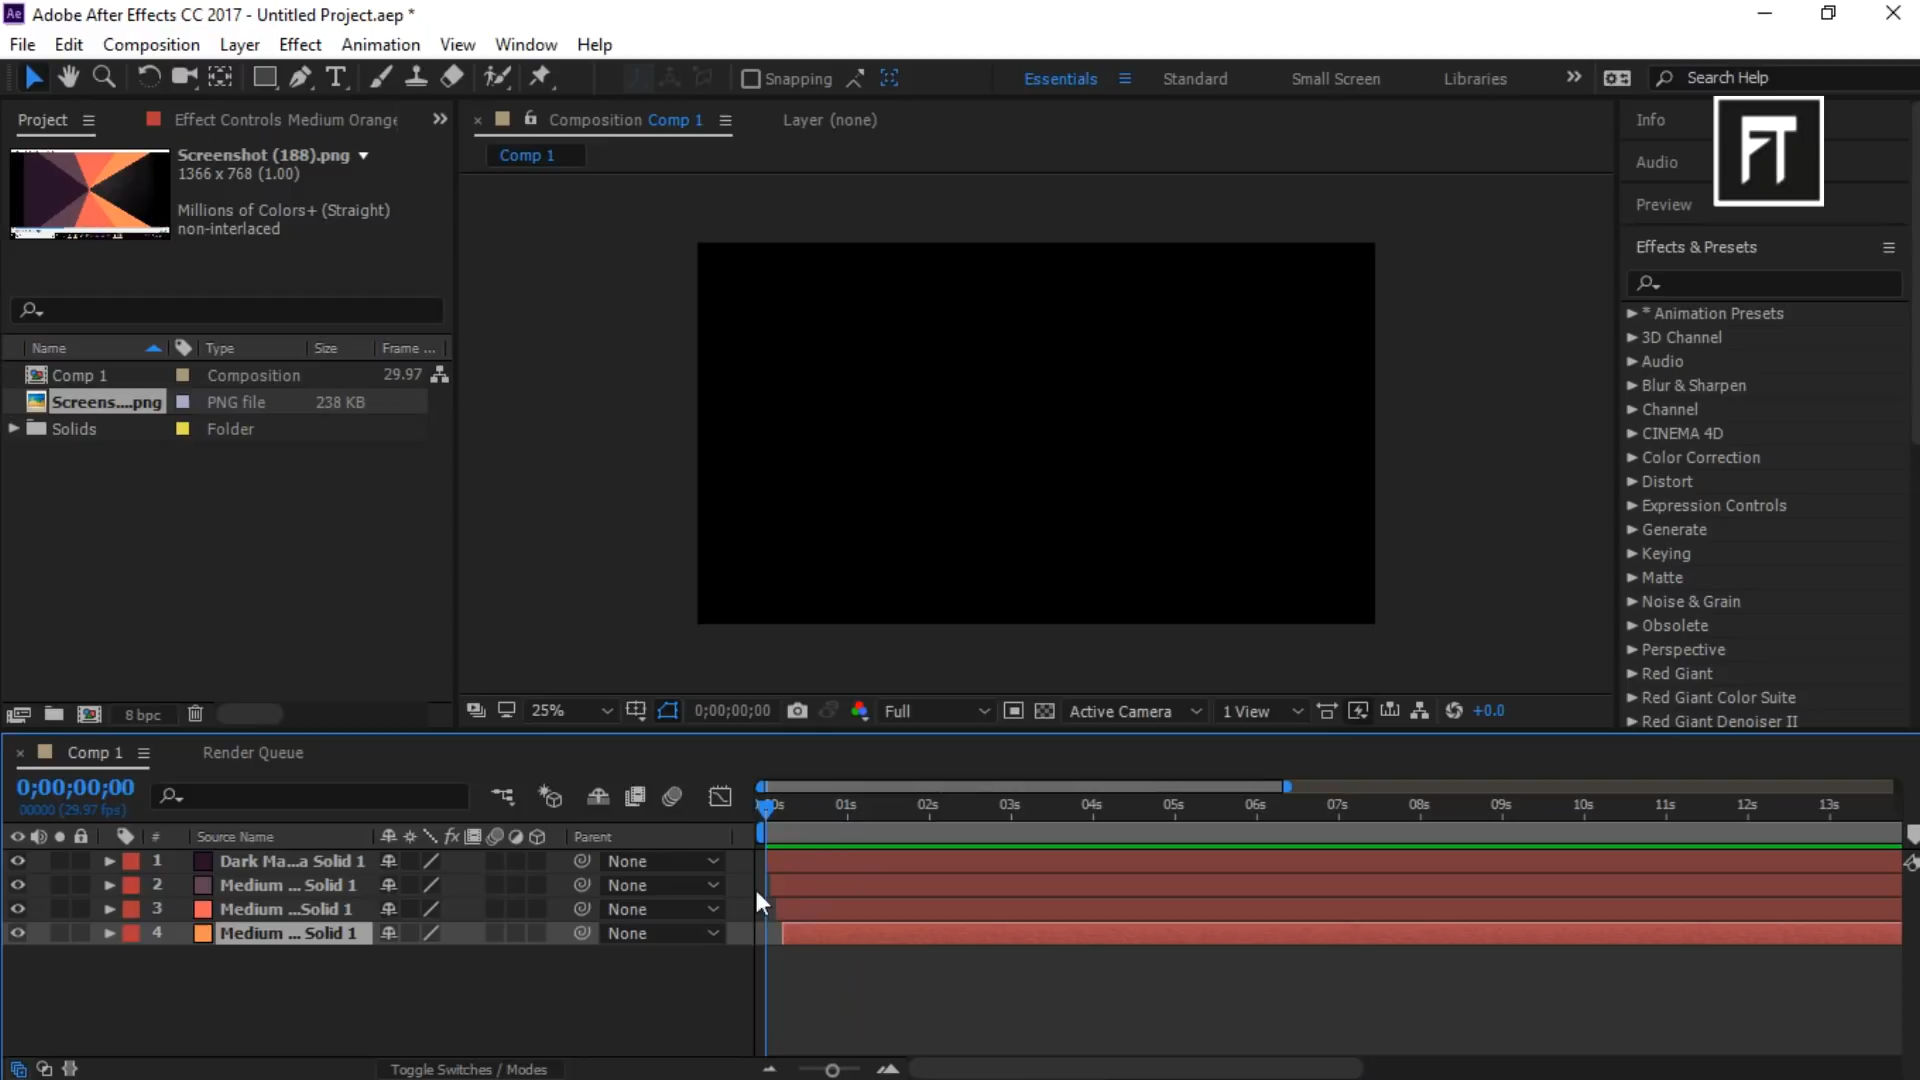 Ae Adobe After Effects CC 2017 - Untitled Project.aep *
File Edit Composition Layer Effect Animation View Window Help
Snapping Essentials Standard Small Screen Libraries Search Help
Project Effect Controls Medium Orange
Composition Comp 1 Layer (none)
Comp 1
Screenshot (188).png
1366 x 768 (1.00)
Millions of Colors+ (Straight)
non-interlaced
Name Type Size Frame ...
Comp 1 Composition 29.97
Screens....png PNG file 238 KB
Solids Folder
8 bpc
25% 0;00;00;00 Full Active Camera 1 View +0.0
Info
FT
Audio
Preview
Effects & Presets
* Animation Presets
3D Channel
Audio
Blur & Sharpen
Channel
CINEMA 4D
Color Correction
Distort
Expression Controls
Generate
Keying
Matte
Noise & Grain
Obsolete
Perspective
Red Giant
Red Giant Color Suite
Red Giant Denoiser II
Comp 1 Render Queue
0;00;00;00
00000 (29.97 fps)
01s 02s 03s 04s 05s 06s 07s 08s 09s 10s 11s 12s 13s
# Source Name fx Parent
1 Dark Ma...a Solid 1 None
2 Medium ... Solid 1 None
3 Medium ...Solid 1 None
4 Medium ... Solid 1 None
Toggle Switches / Modes